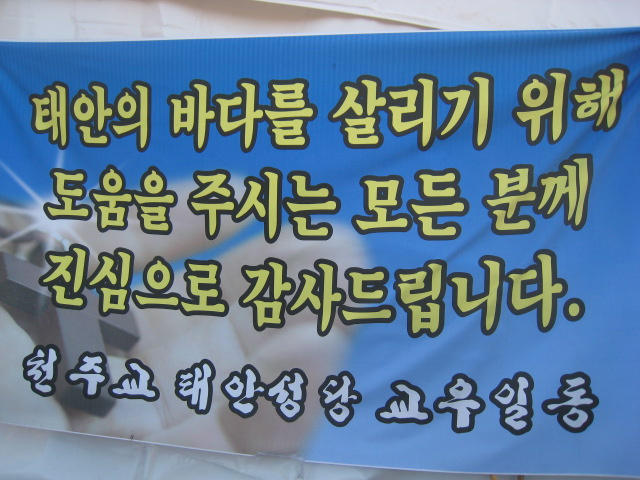 태안의 바다를 살리기 위해
도움을 주시는 모든 분께
진심으로 감사드립니다.
천주교 태안성당 교우일동